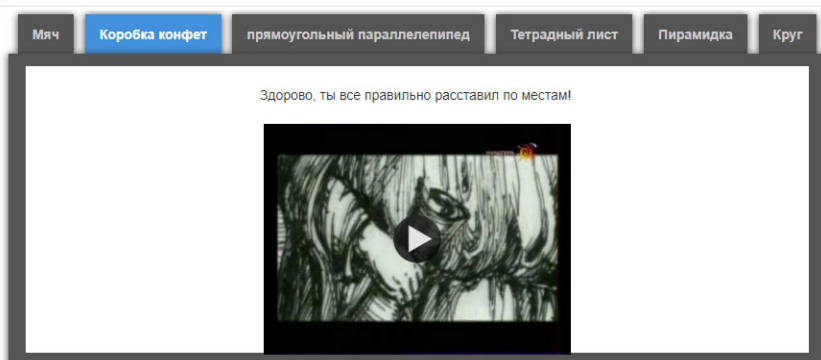 Мяч
Коробка конфет
прямоугольный параллелепипед
Тетрадный лист
Пирамидка
Круг
Здорово, ты все правильно расставил по местам!